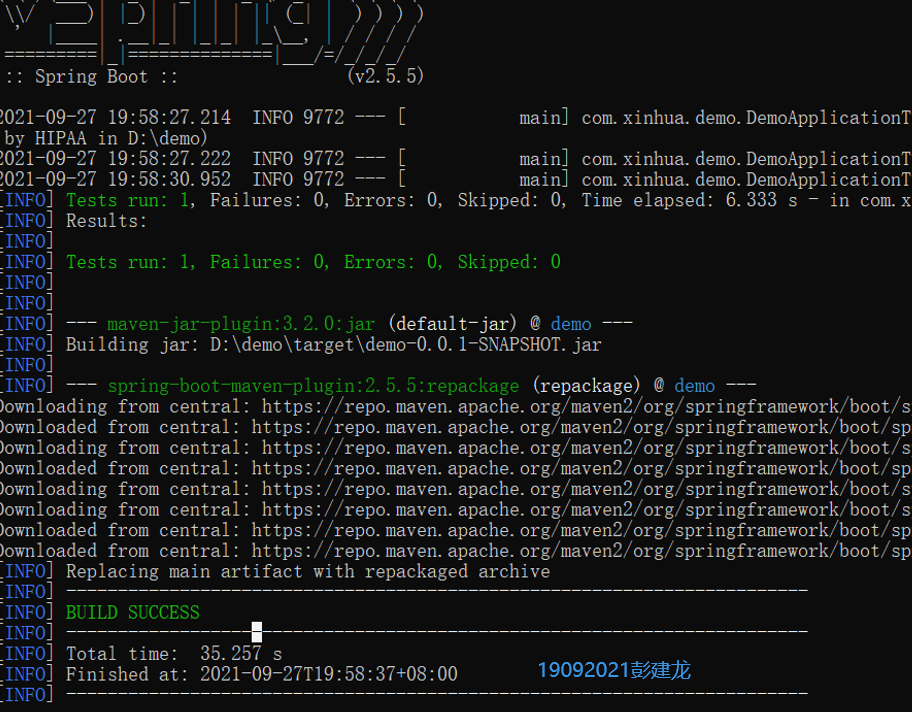 :: Spring Boot ::                (v2.5.5)
2021-09-27 19:58:27.214  INFO 9772 --- [           main] com.xinhua.demo.DemoApplicationT
by HIPAA in D:\demo)
2021-09-27 19:58:27.222  INFO 9772 --- [           main] com.xinhua.demo.DemoApplicationT
2021-09-27 19:58:30.952  INFO 9772 --- [           main] com.xinhua.demo.DemoApplicationT
[INFO] Tests run: 1, Failures: 0, Errors: 0, Skipped: 0, Time elapsed: 6.333 s - in com.x
[INFO] Results:
[INFO]
[INFO] Tests run: 1, Failures: 0, Errors: 0, Skipped: 0
[INFO]
[INFO]
[INFO] --- maven-jar-plugin:3.2.0:jar (default-jar) @ demo ---
[INFO] Building jar: D:\demo\target\demo-0.0.1-SNAPSHOT.jar
[INFO]
[INFO] --- spring-boot-maven-plugin:2.5.5:repackage (repackage) @ demo ---
Downloading from central: https://repo.maven.apache.org/maven2/org/springframework/boot/s
Downloaded from central: https://repo.maven.apache.org/maven2/org/springframework/boot/sp
Downloading from central: https://repo.maven.apache.org/maven2/org/springframework/boot/s
Downloaded from central: https://repo.maven.apache.org/maven2/org/springframework/boot/sp
Downloading from central: https://repo.maven.apache.org/maven2/org/springframework/boot/s
Downloading from central: https://repo.maven.apache.org/maven2/org/springframework/boot/s
Downloaded from central: https://repo.maven.apache.org/maven2/org/springframework/boot/sp
Downloaded from central: https://repo.maven.apache.org/maven2/org/springframework/boot/sp
[INFO] Replacing main artifact with repackaged archive
[INFO] ------------------------------------------------------------------------
[INFO] BUILD SUCCESS
[INFO] ------------------------------------------------------------------------
[INFO] Total time:  35.257 s
[INFO] Finished at: 2021-09-27T19:58:37+08:00
19092021彭建龙
[INFO] ------------------------------------------------------------------------